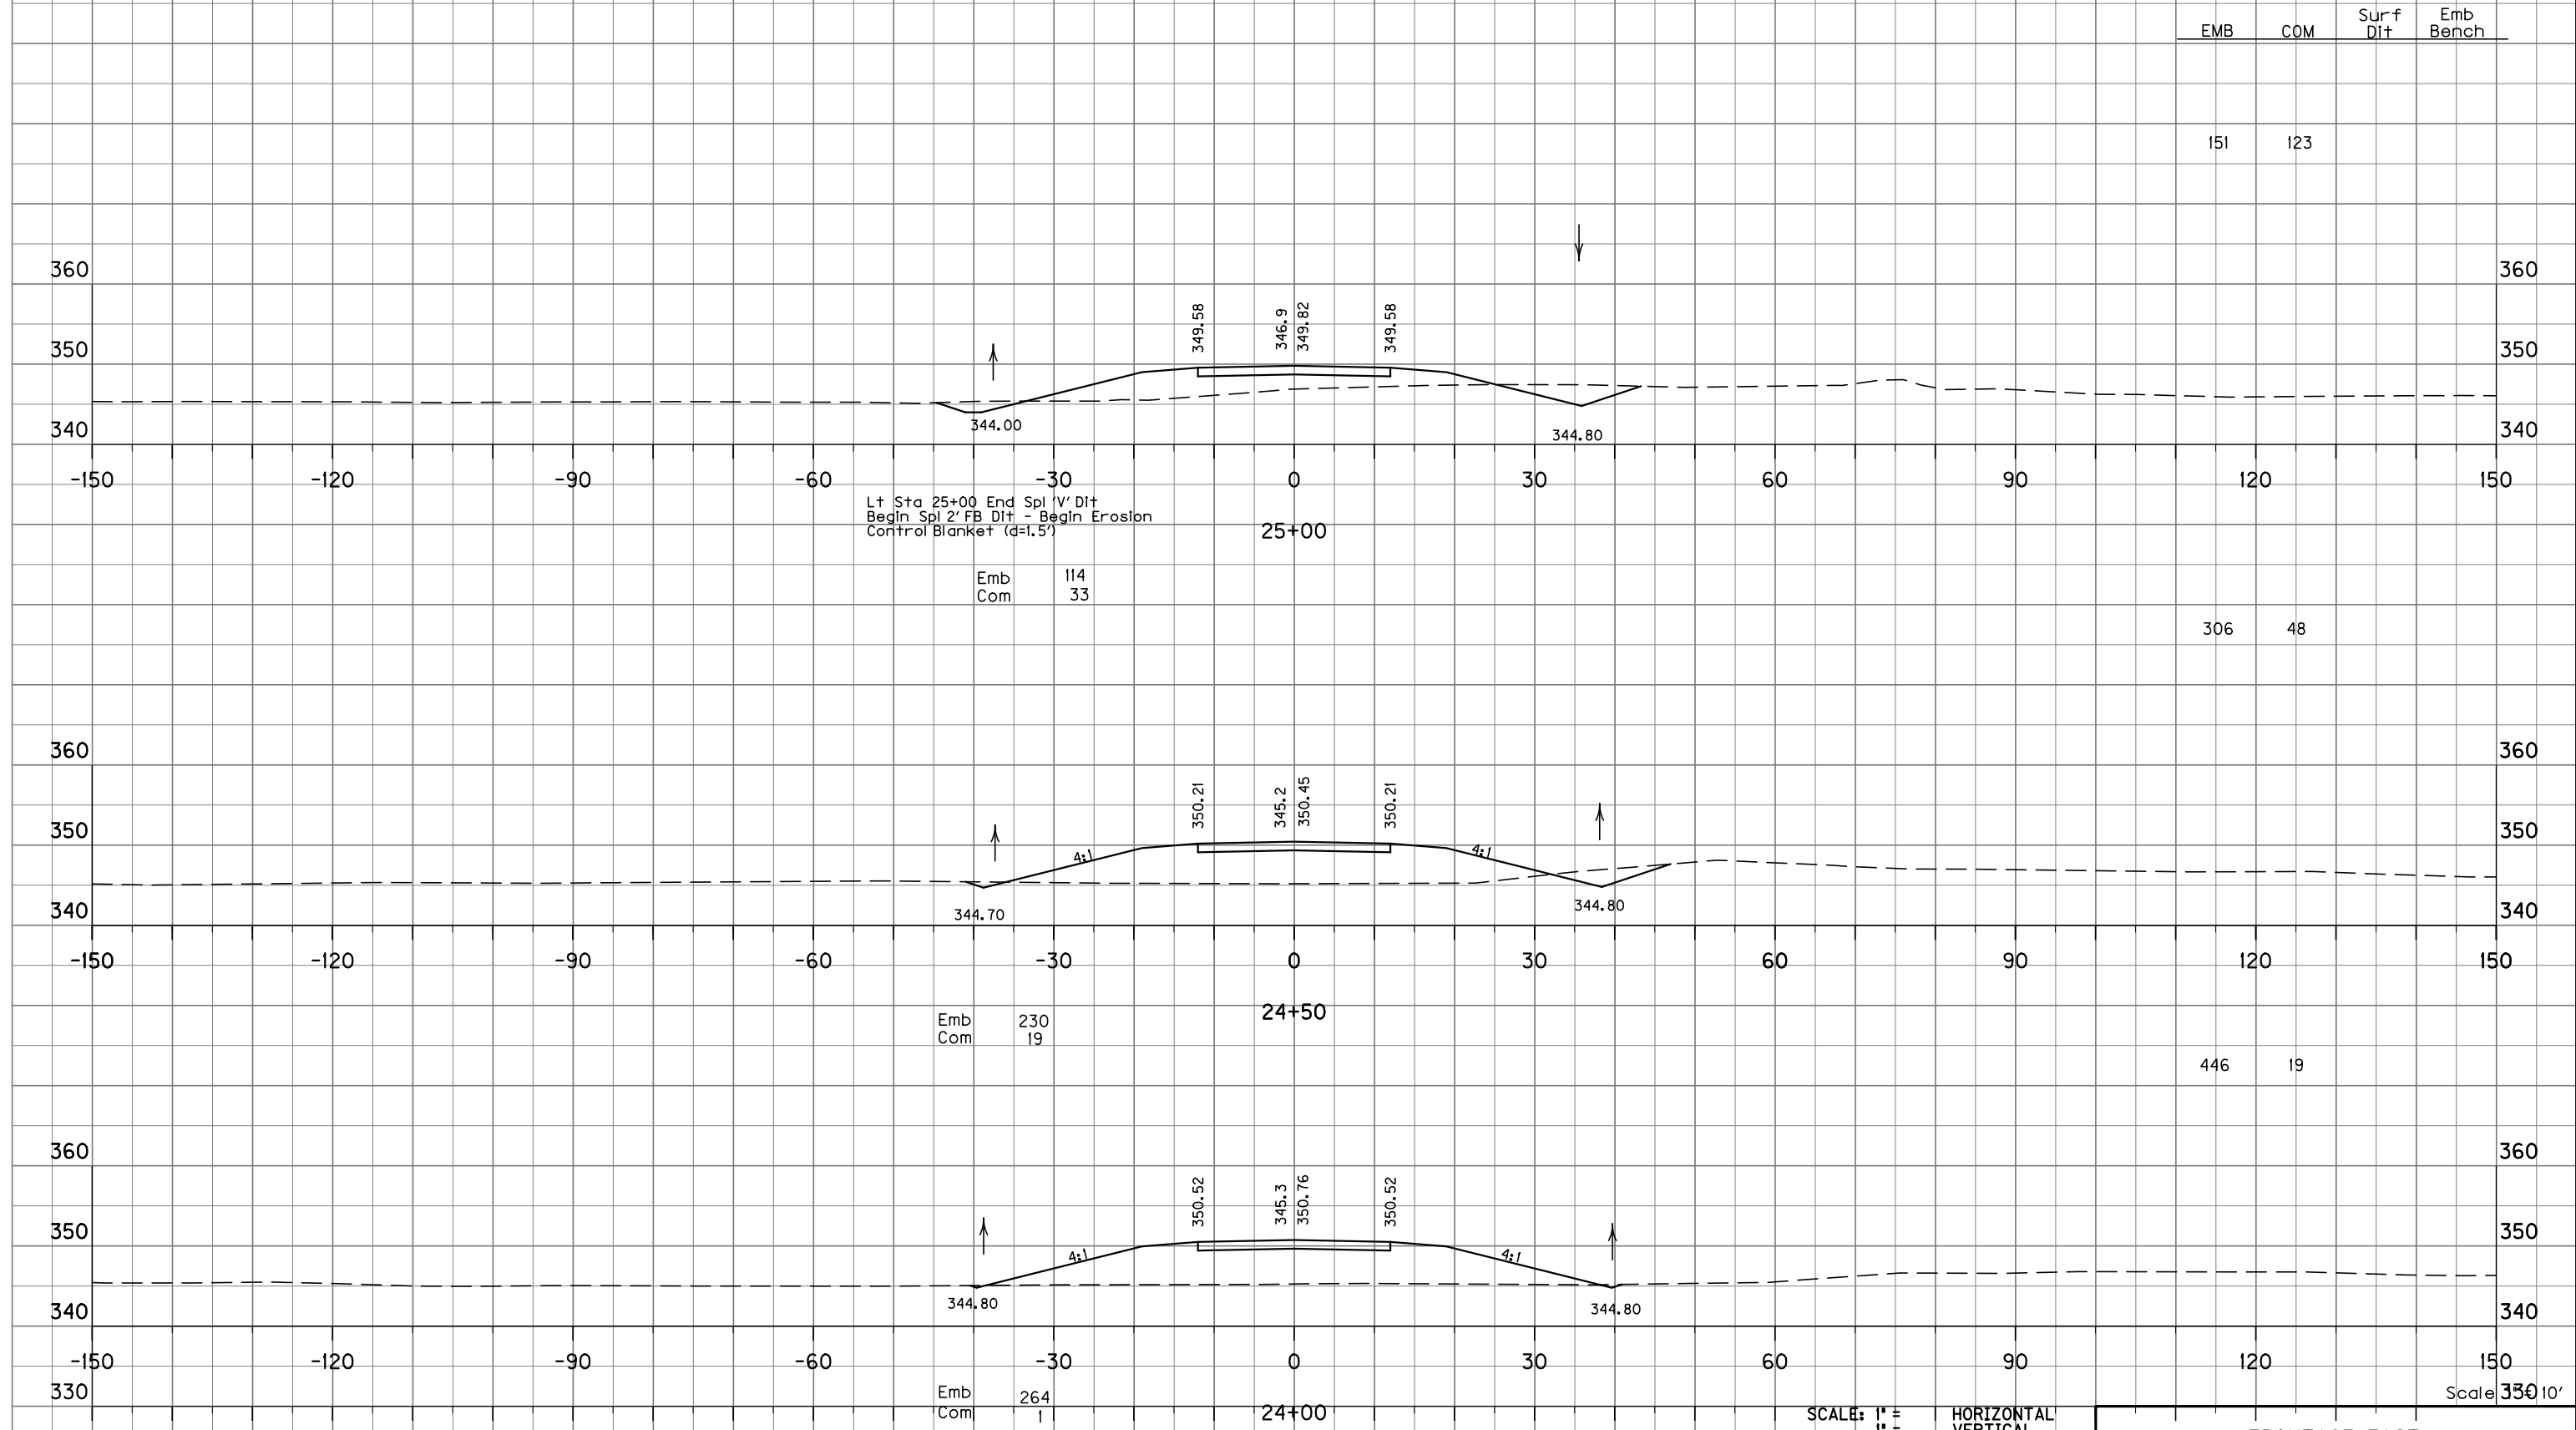 Surf Emb
EMB COM Dit Bench
151 123
360 360
349.58 346.9 349.82 349.58
350 350
344.00
344.80
340 340
-150 -120 -90 -60 -30 0 30 60 90 120 150
Lt Sta 25+00 End Spl 'V' Dit
Begin Spl 2' FB Dit - Begin Erosion
Control Blanket (d=1.5')
25+00
Emb 114
Com 33
306 48
360 360
350.21 345.2 350.45 350.21
350 350
4:1 4:1
344.70 344.80
340 340
-150 -120 -90 -60 -30 0 30 60 90 120 150
24+50
Emb 230
Com 19
446 19
360 360
350.52 345.3 350.76 350.52
350 350
4:1 4:1
344.80 344.80
340 340
-150 -120 -90 -60 -30 0 30 60 90 120 150
330 330
Scale 10'
Emb 264
Com 1
24+00
SCALE: 1" = HORIZONTAL
VERTICAL